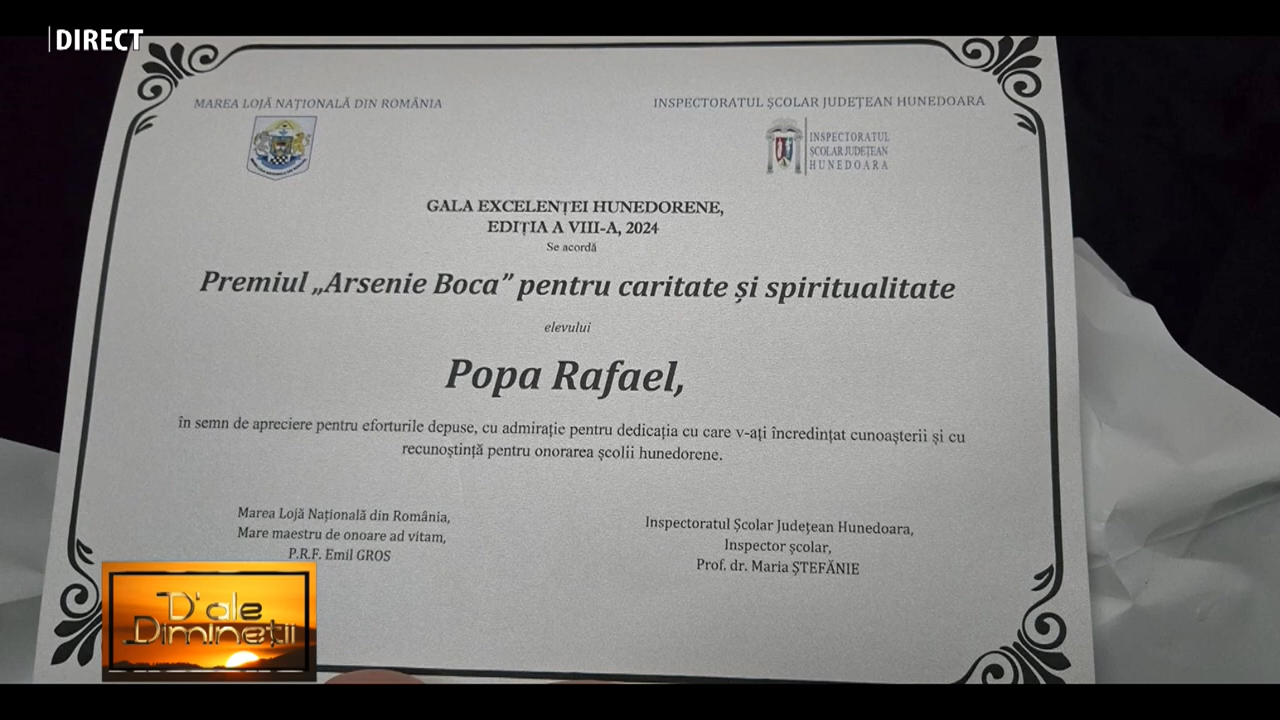 DIRECT
MAREA LOJĂ NAȚIONALĂ DIN ROMÂNIA
INSPECTORATUL ȘCOLAR JUDEȚEAN HUNEDOARA
INSPECTORATUL
ȘCOLAR JUDEȚEAN
HUNEDOARA
GALA EXCELENȚEI HUNEDORENE,
EDIȚIA A VIII-A, 2024
Se acordă
Premiul „Arsenie Boca” pentru caritate și spiritualitate
elevului
Popa Rafael,
în semn de apreciere pentru eforturile depuse, cu admirație pentru dedicația cu care v-ați încredințat cunoașterii și cu
recunoștință pentru onorarea școlii hunedorene.
Marea Lojă Națională din România,
Mare maestru de onoare ad vitam,
P.R.F. Emil GROS
Inspectoratul Școlar Județean Hunedoara,
Inspector școlar,
Prof. dr. Maria ȘTEFĂNIE
D'ale
Dimineții